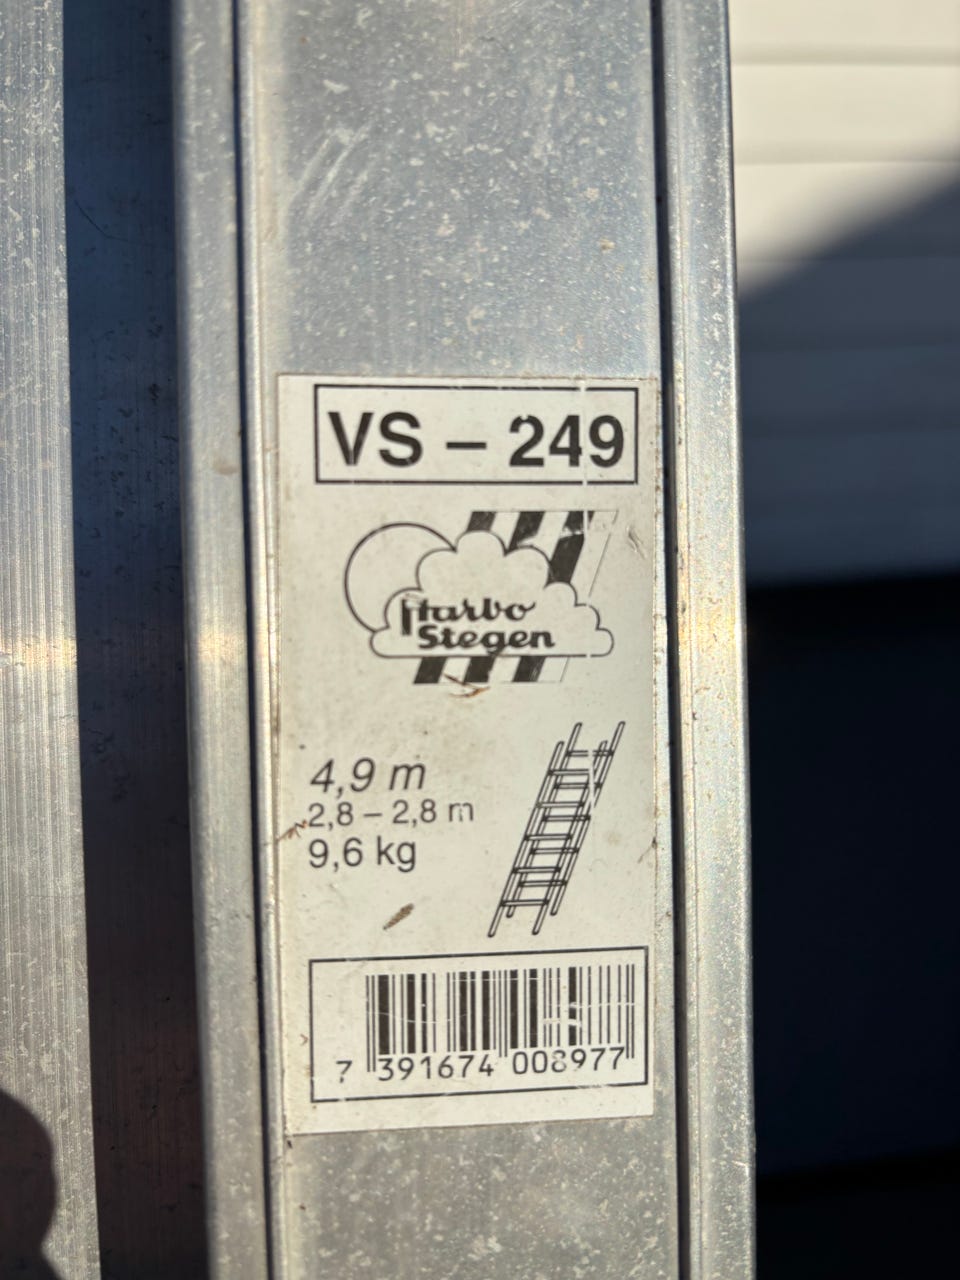 VS – 249
Harbo
Stegen
4,9 m
2,8 – 2,8 m
9,6 kg
7 391674 008977